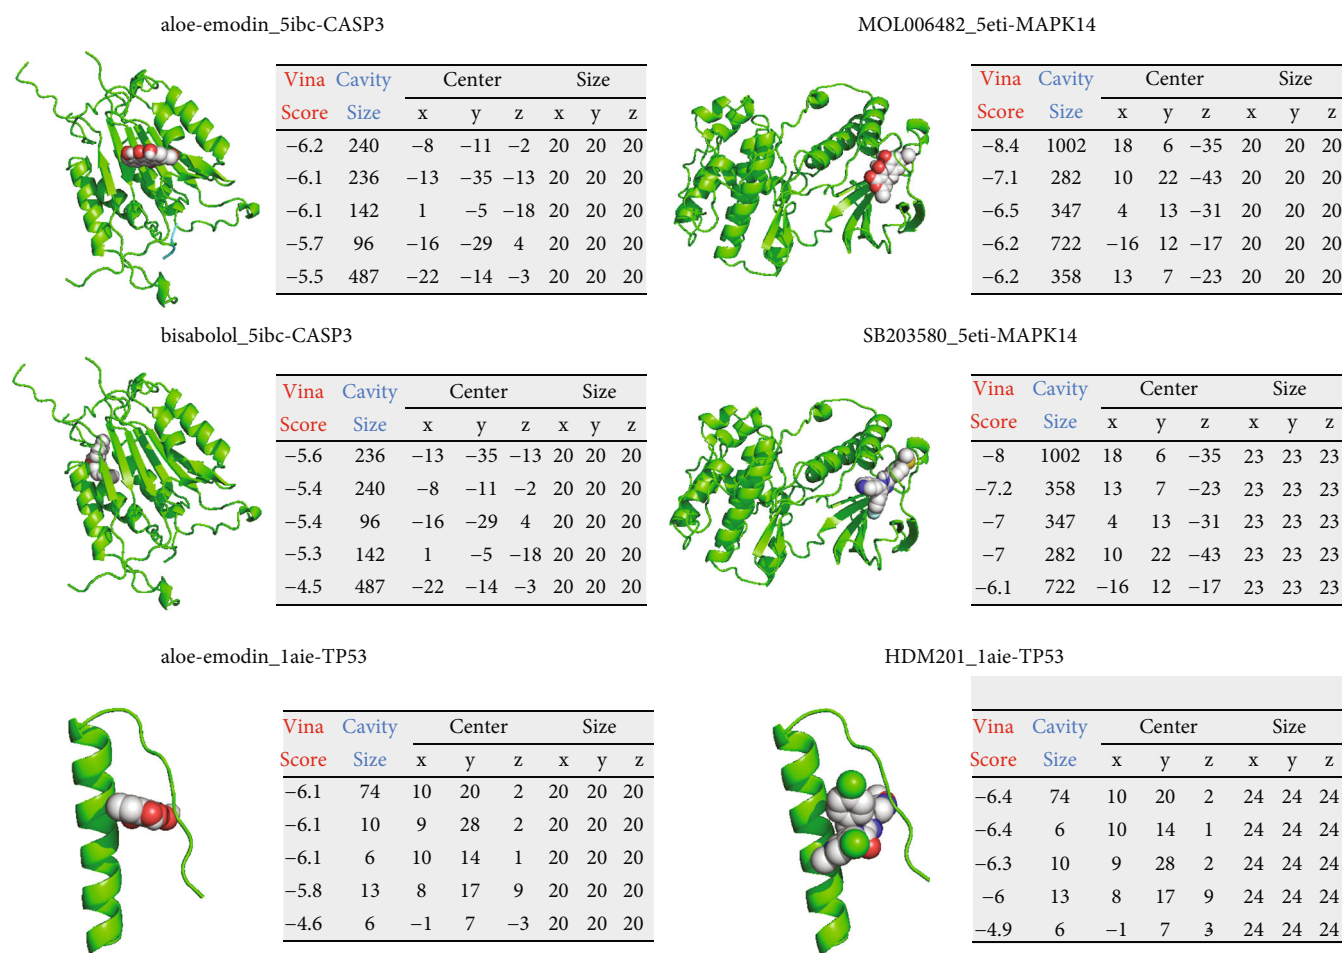 aloe-emodin_5ibc-CASP3
Vina Cavity Center Size
Score Size x y z x y z
−6.2 240 −8 −11 −2 20 20 20
−6.1 236 −13 −35 −13 20 20 20
−6.1 142 1 −5 −18 20 20 20
−5.7 96 −16 −29 4 20 20 20
−5.5 487 −22 −14 −3 20 20 20
MOL006482_5eti-MAPK14
Vina Cavity Center Size
Score Size x y z x y z
−8.4 1002 18 6 −35 20 20 20
−7.1 282 10 22 −43 20 20 20
−6.5 347 4 13 −31 20 20 20
−6.2 722 −16 12 −17 20 20 20
−6.2 358 13 7 −23 20 20 20
bisabolol_5ibc-CASP3
Vina Cavity Center Size
Score Size x y z x y z
−5.6 236 −13 −35 −13 20 20 20
−5.4 240 −8 −11 −2 20 20 20
−5.4 96 −16 −29 4 20 20 20
−5.3 142 1 −5 −18 20 20 20
−4.5 487 −22 −14 −3 20 20 20
SB203580_5eti-MAPK14
Vina Cavity Center Size
Score Size x y z x y z
−8 1002 18 6 −35 23 23 23
−7.2 358 13 7 −23 23 23 23
−7 347 4 13 −31 23 23 23
−7 282 10 22 −43 23 23 23
−6.1 722 −16 12 −17 23 23 23
aloe-emodin_1aie-TP53
Vina Cavity Center Size
Score Size x y z x y z
−6.1 74 10 20 2 20 20 20
−6.1 10 9 28 2 20 20 20
−6.1 6 10 14 1 20 20 20
−5.8 13 8 17 9 20 20 20
−4.6 6 −1 7 −3 20 20 20
HDM201_1aie-TP53
Vina Cavity Center Size
Score Size x y z x y z
−6.4 74 10 20 2 24 24 24
−6.4 6 10 14 1 24 24 24
−6.3 10 9 28 2 24 24 24
−6 13 8 17 9 24 24 24
−4.9 6 −1 7 3 24 24 24